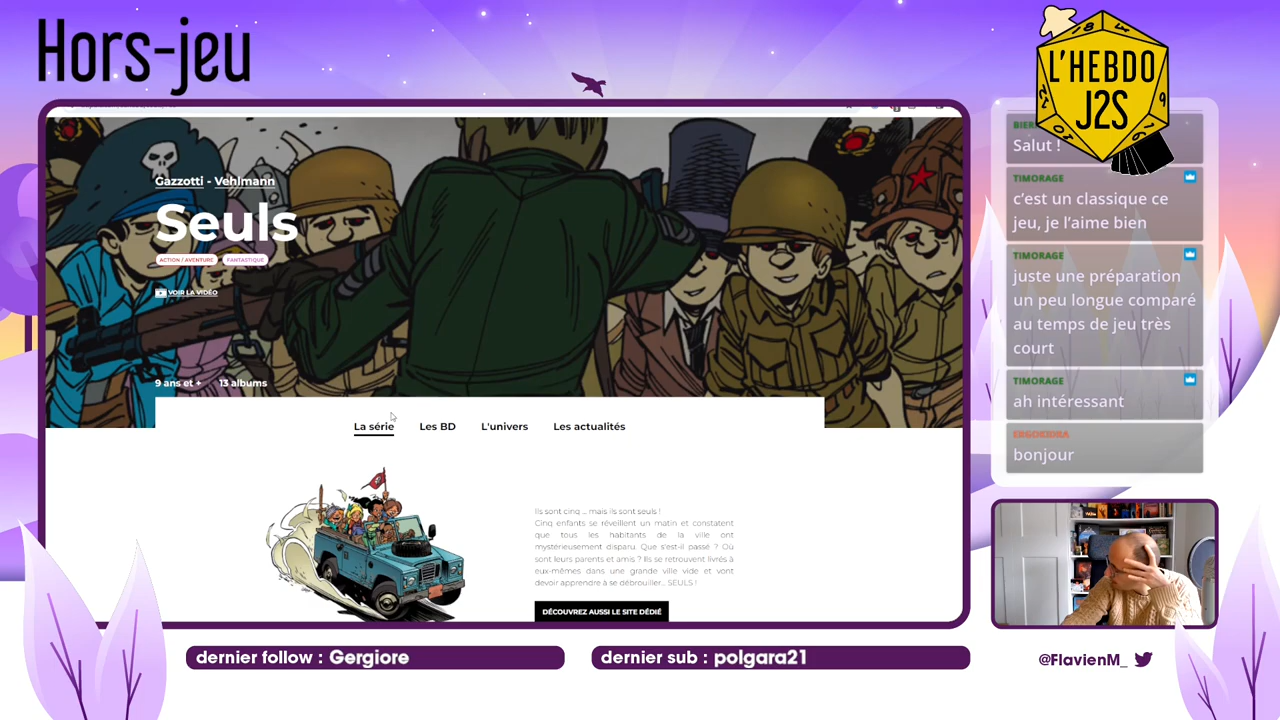 Hors-jeu
L'HEBDO
J2S
Gazzotti - Vehlmann
Seuls
ACTION / AVENTURE
FANTASTIQUE
VOIR LA VIDÉO
9 ans et +
13 albums
La série
Les BD
L'univers
Les actualités
Ils sont cinq ... mais ils sont seuls !
Cinq enfants se réveillent un matin et constatent
que tous les habitants de la ville ont
mystérieusement disparu. Que s'est-il passé ? Où
sont leurs parents et amis ? Ils se retrouvent livrés à
eux-mêmes dans une grande ville vide et vont
devoir apprendre à se débrouiller... SEULS !
DÉCOUVREZ AUSSI LE SITE DÉDIÉ
Salut !
TIMORAGE
c'est un classique ce
jeu, je l'aime bien
TIMORAGE
juste une préparation
un peu longue comparé
au temps de jeu très
court
TIMORAGE
ah intéressant
bonjour
dernier follow : Gergiore
dernier sub : polgara21
@FlavienM_